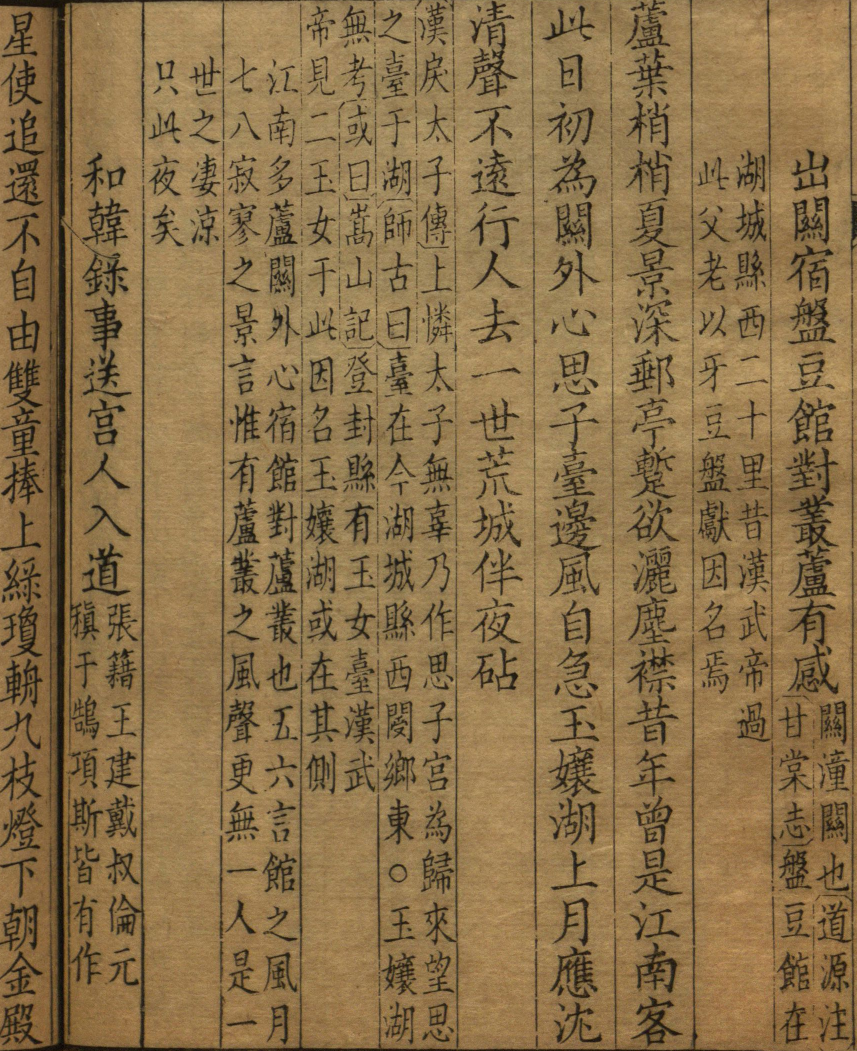 出關宿盤豆館對叢蘆有感
關潼關也道源注
甘棠志盤豆館在
湖城縣西二十里昔漢武帝過
此父老以牙豆盤獻因名焉
蘆葉梢梢夏景深郵亭蹔欲灑塵襟昔年曾是江南客
此日初為關外心思子臺邊風自急玉孃湖上月應沈
清聲不遠行人去一世荒城伴夜砧
漢戾太子傳上憐太子無辜乃作思子宮為歸來望思
之臺于湖師古曰臺在今湖城縣西閿鄉東○玉孃湖
無考或曰嵩山記登封縣有玉女臺漢武
帝見二玉女于此因名玉孃湖或在其側
江南多蘆關外心宿館對蘆叢也五六言館之風月
七八寂寥之景言惟有蘆叢之風聲更無一人是一
世之凄涼
只此夜矣
和韓錄事送宮人入道
張籍王建戴叔倫元
稹于鵠項斯皆有作
星使追還不自由雙童捧上綠瓊輈九枝燈下朝金殿